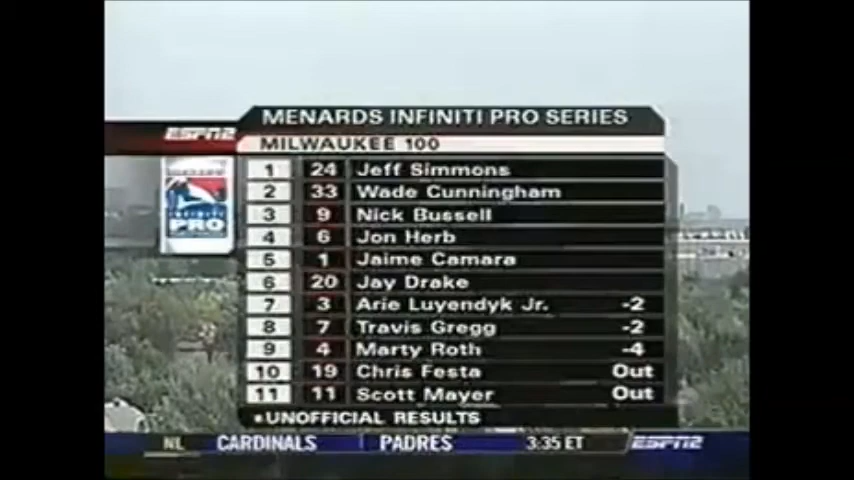 ESPN2
MENARDS INFINITI PRO SERIES
MILWAUKEE 100
INFINITI
PRO
1 24 Jeff Simmons
2 33 Wade Cunningham
3 9 Nick Bussell
4 6 Jon Herb
5 1 Jaime Camara
6 20 Jay Drake
7 3 Arie Luyendyk Jr. -2
8 7 Travis Gregg -2
9 4 Marty Roth -4
10 19 Chris Festa Out
11 11 Scott Mayer Out
*UNOFFICIAL RESULTS
NL CARDINALS PADRES 3:35 ET ESPN2